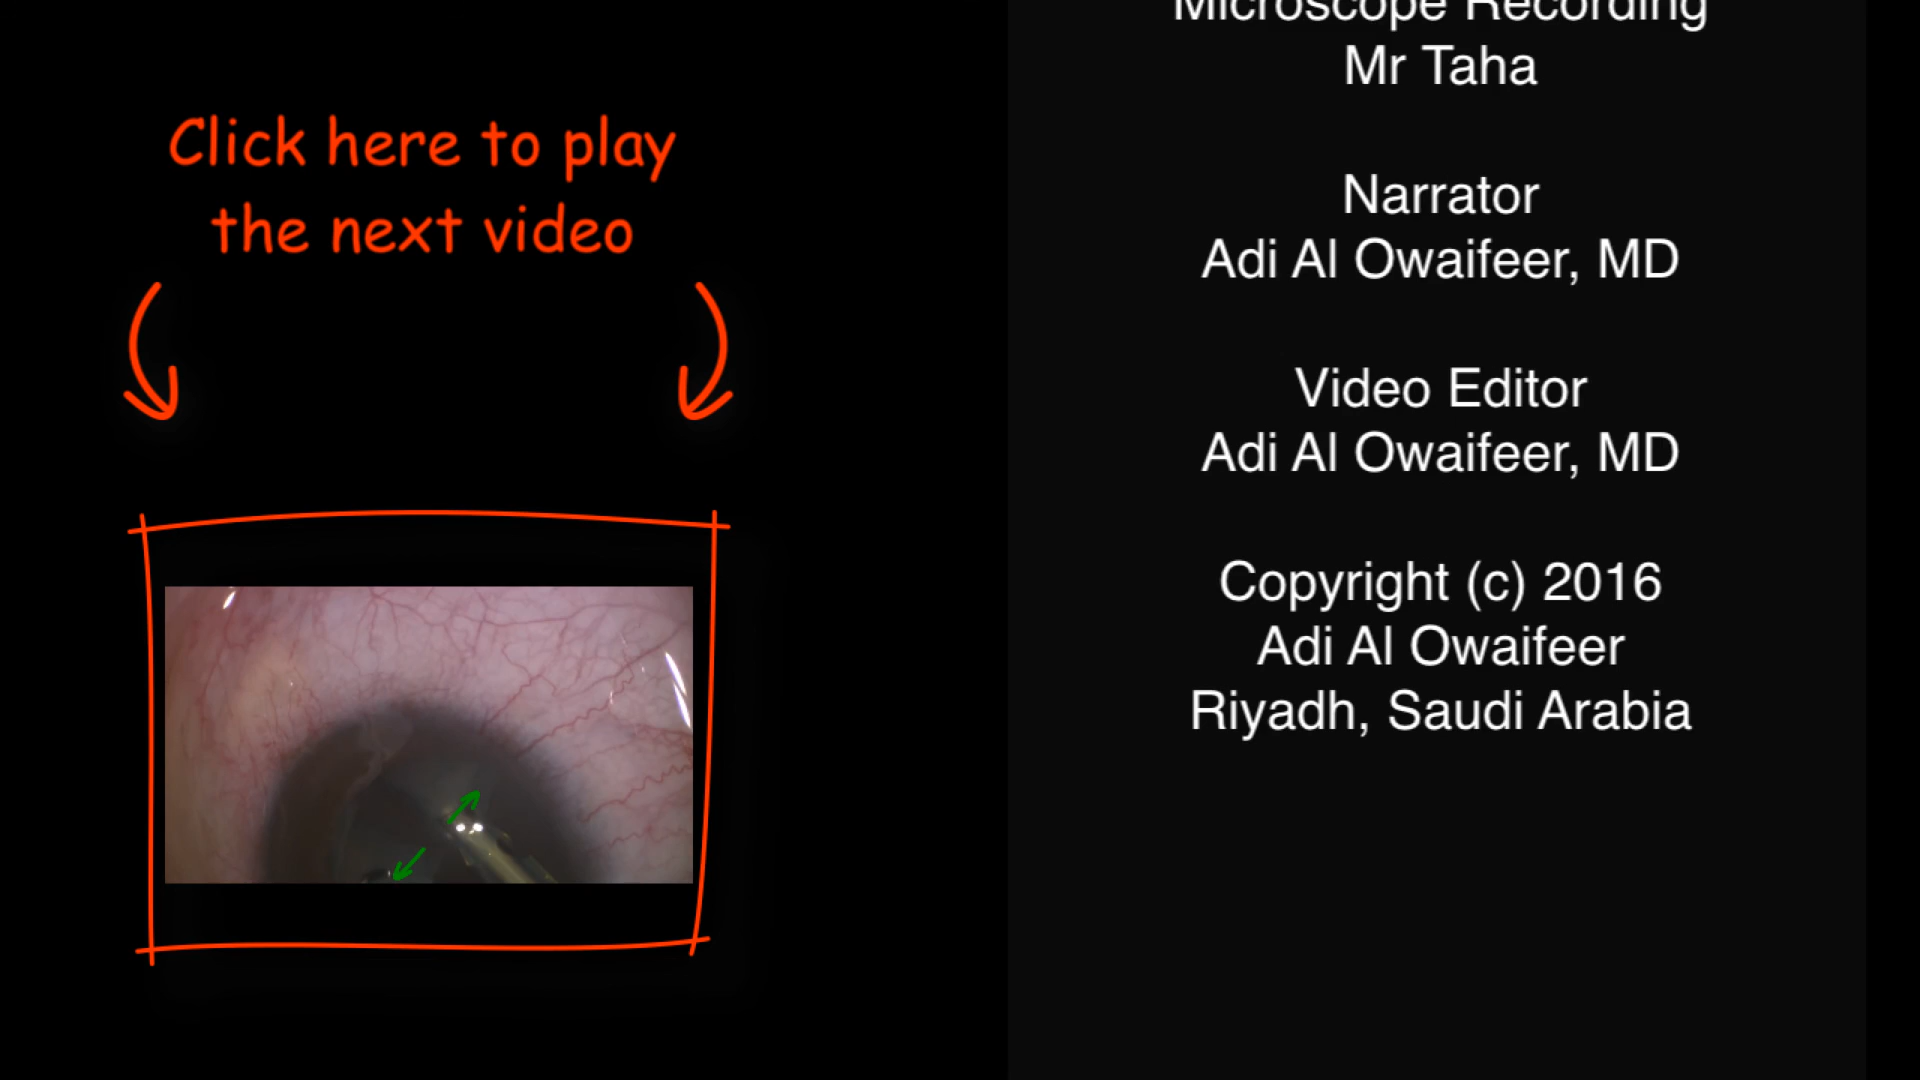 Click here to play
the next video
Microscope Recording
Mr Taha
Narrator
Adi Al Owaifeer, MD
Video Editor
Adi Al Owaifeer, MD
Copyright (c) 2016
Adi Al Owaifeer
Riyadh, Saudi Arabia